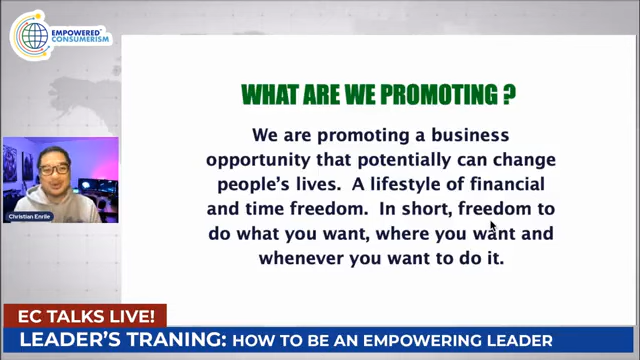 EMPOWERED
CONSUMERISM
WHAT ARE WE PROMOTING ?
We are promoting a business
opportunity that potentially can change
people's lives. A lifestyle of financial
and time freedom. In short, freedom to
do what you want, where you want and
whenever you want to do it.
Christian Enrile
EC TALKS LIVE!
LEADER'S TRANING: HOW TO BE AN EMPOWERING LEADER